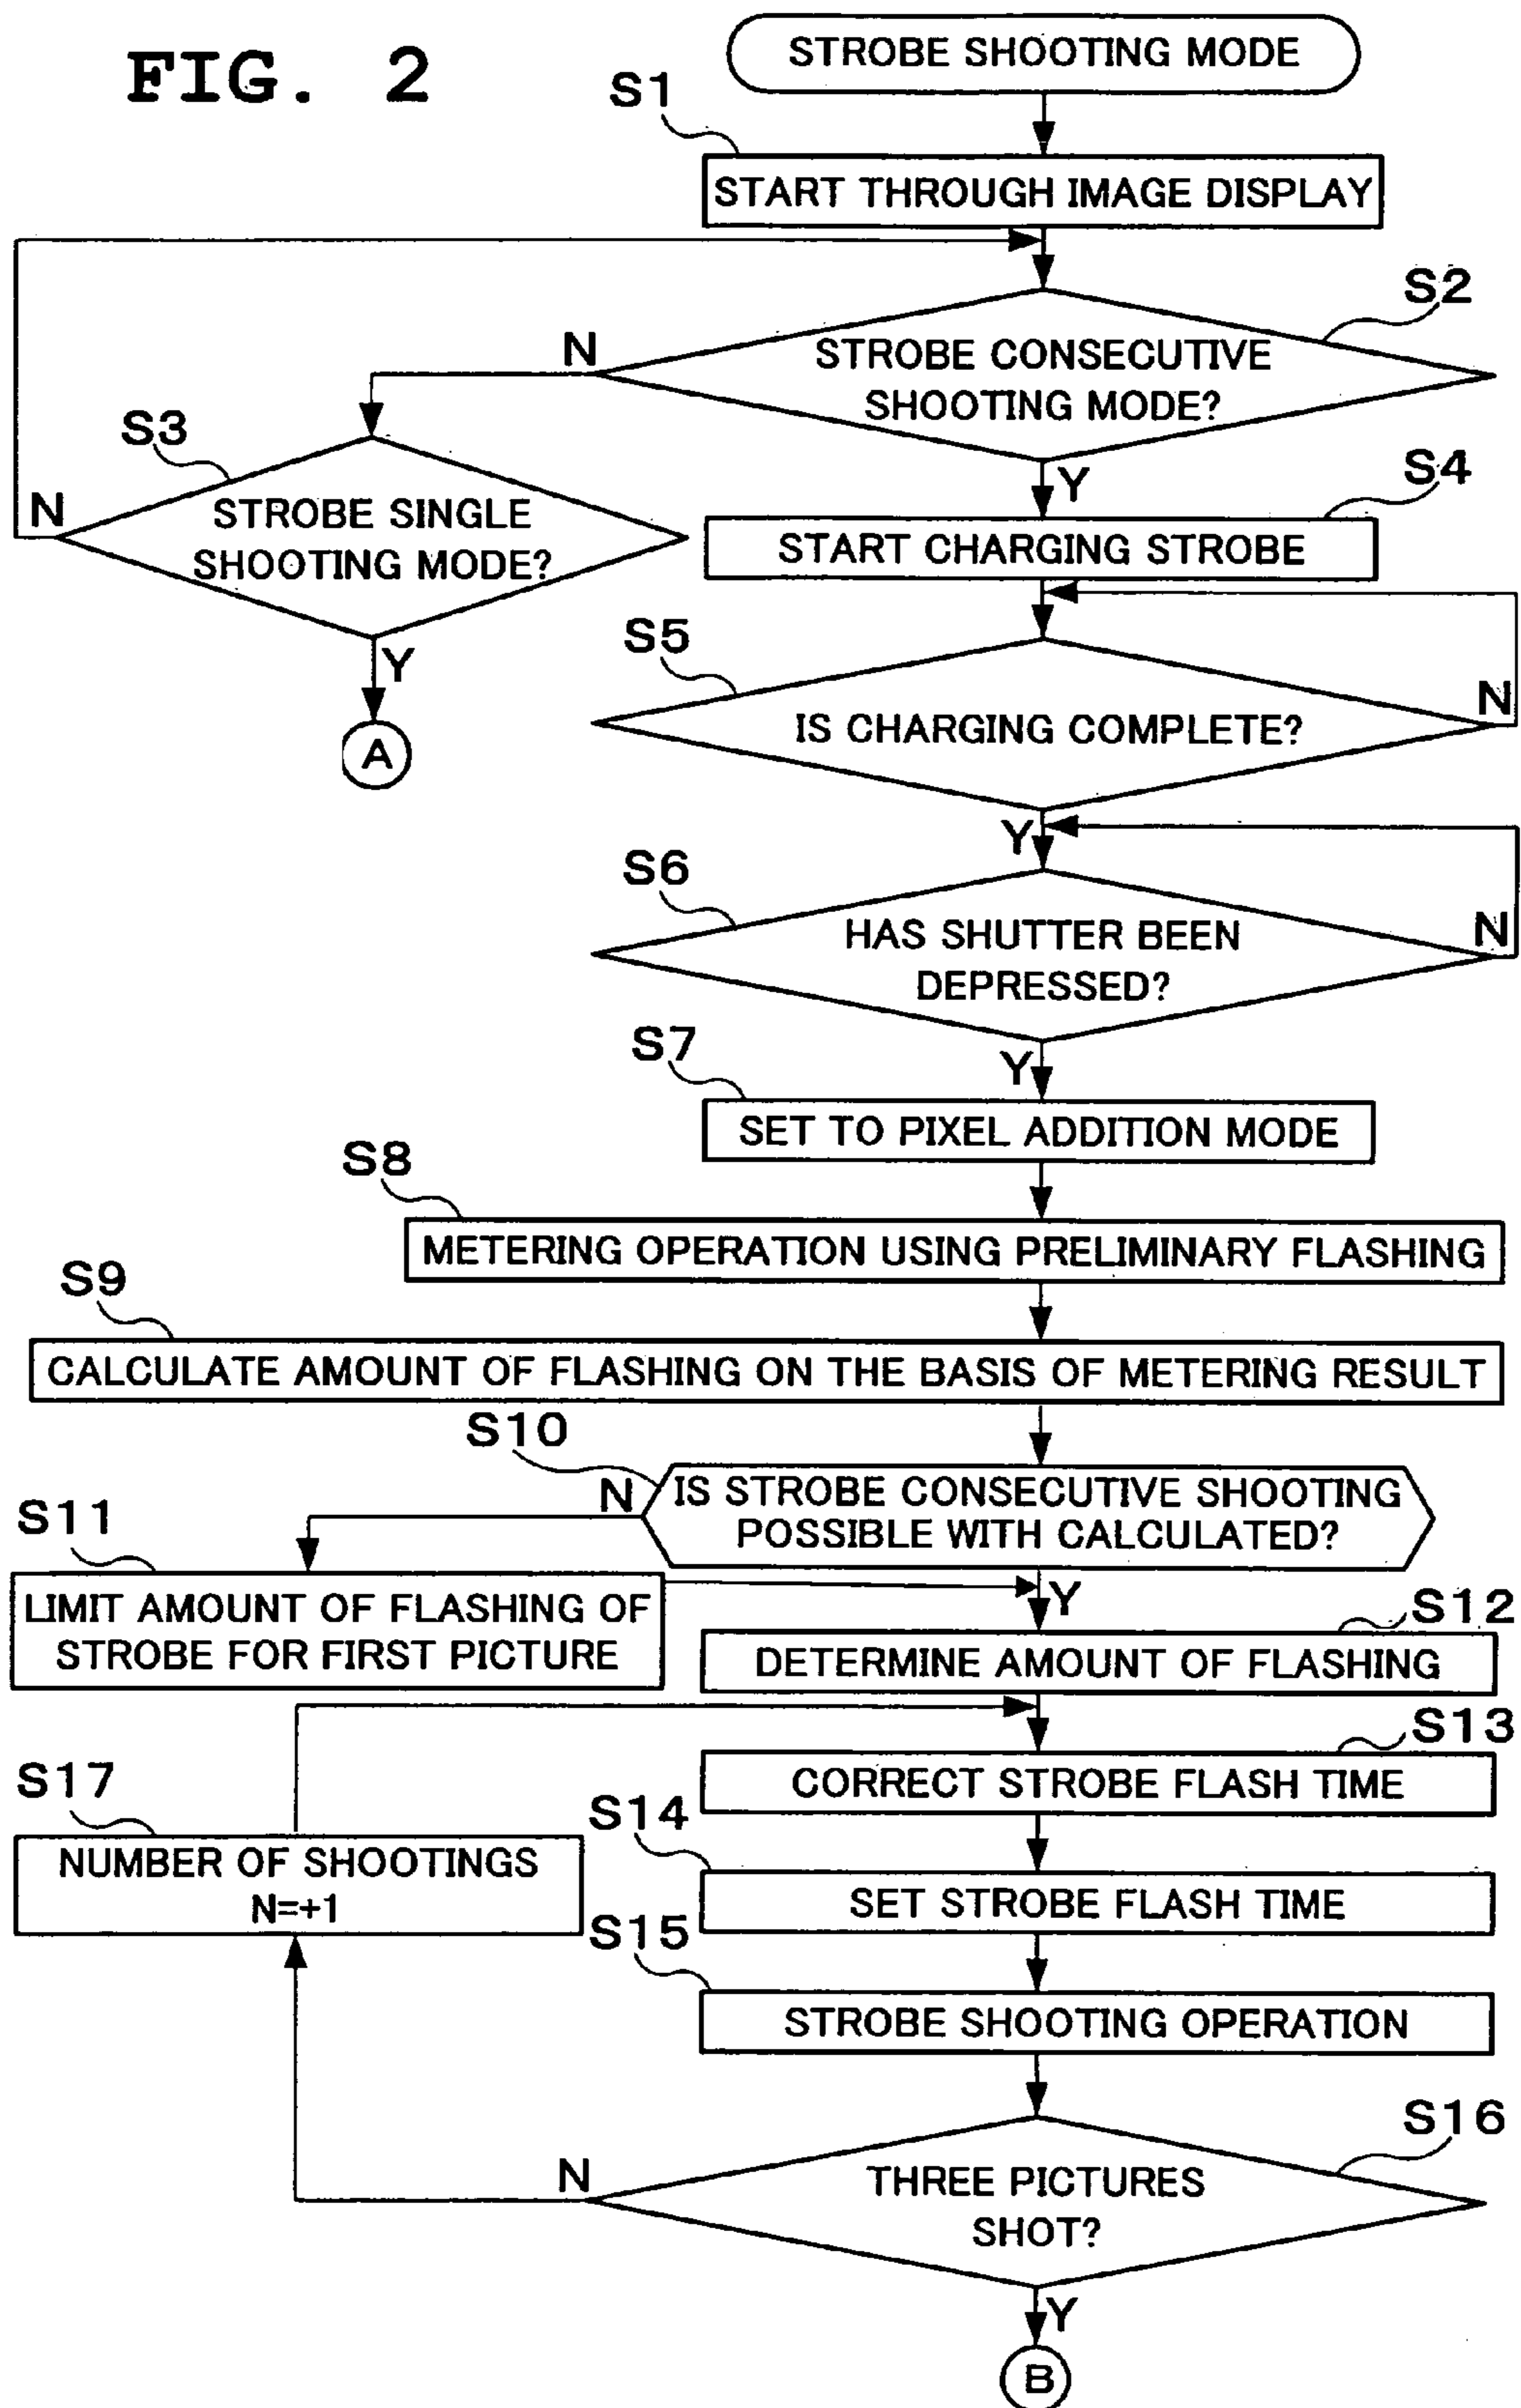 FIG. 2
STROBE SHOOTING MODE
S1
START THROUGH IMAGE DISPLAY
S2
N
STROBE CONSECUTIVE
SHOOTING MODE?
Y
S3
N
STROBE SINGLE
SHOOTING MODE?
Y
A
S4
START CHARGING STROBE
S5
IS CHARGING COMPLETE?
N
Y
S6
HAS SHUTTER BEEN
DEPRESSED?
N
Y
S7
SET TO PIXEL ADDITION MODE
S8
METERING OPERATION USING PRELIMINARY FLASHING
S9
CALCULATE AMOUNT OF FLASHING ON THE BASIS OF METERING RESULT
S10
N
IS STROBE CONSECUTIVE SHOOTING
POSSIBLE WITH CALCULATED?
Y
S11
LIMIT AMOUNT OF FLASHING OF
STROBE FOR FIRST PICTURE
S12
DETERMINE AMOUNT OF FLASHING
S13
CORRECT STROBE FLASH TIME
S17
NUMBER OF SHOOTINGS
N=+1
S14
SET STROBE FLASH TIME
S15
STROBE SHOOTING OPERATION
S16
N
THREE PICTURES
SHOT?
Y
B